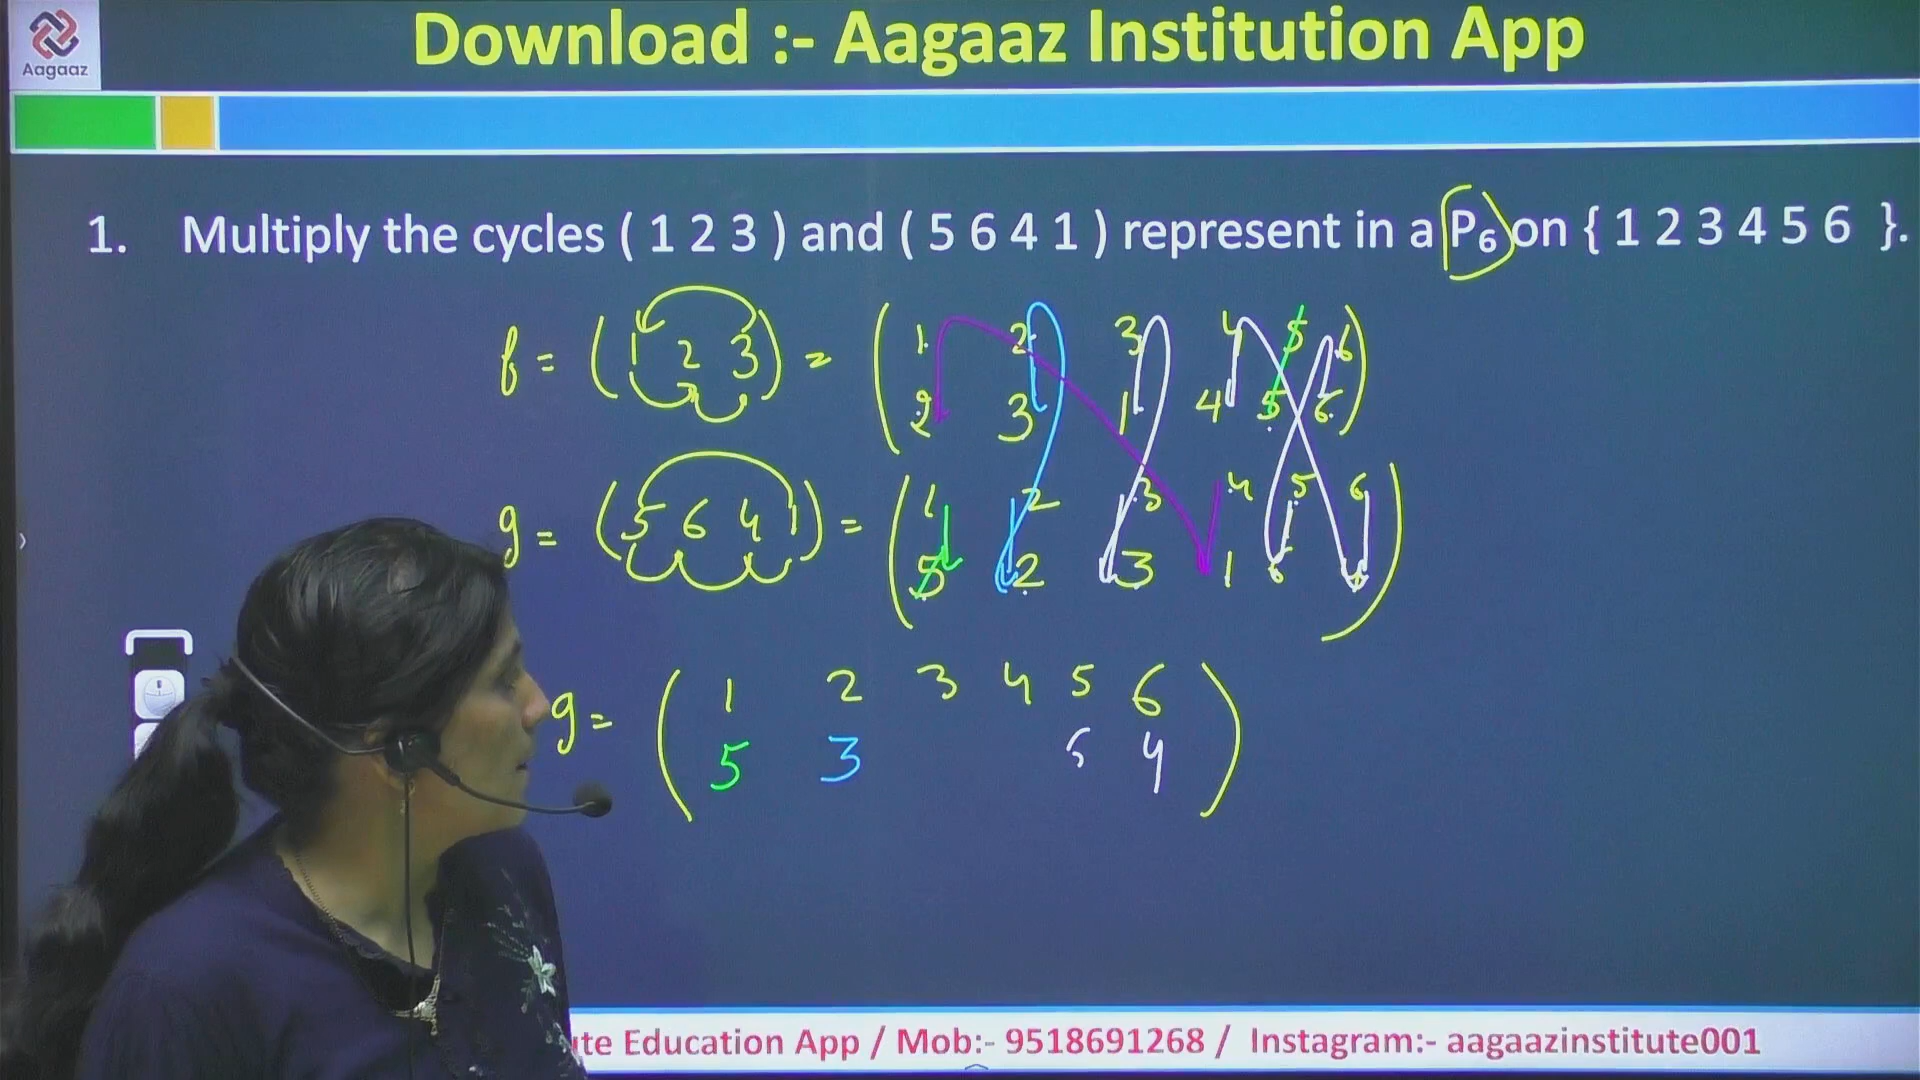 Aagaaz
Download :- Aagaaz Institution App
1. Multiply the cycles ( 1 2 3 ) and ( 5 6 4 1 ) represent in a P₆ on { 1 2 3 4 5 6 }.
f = ( 1 2 3 ) = ( 1 2 3 4 5 6 )
2 3 1 4 5 6
g = ( 5 6 4 1 ) = ( 1 2 3 4 5 6 )
5 2 3 1 6 4
g = ( 1 2 3 4 5 6 )
5 3 4
ute Education App / Mob:- 9518691268 / Instagram:- aagaazinstitute001